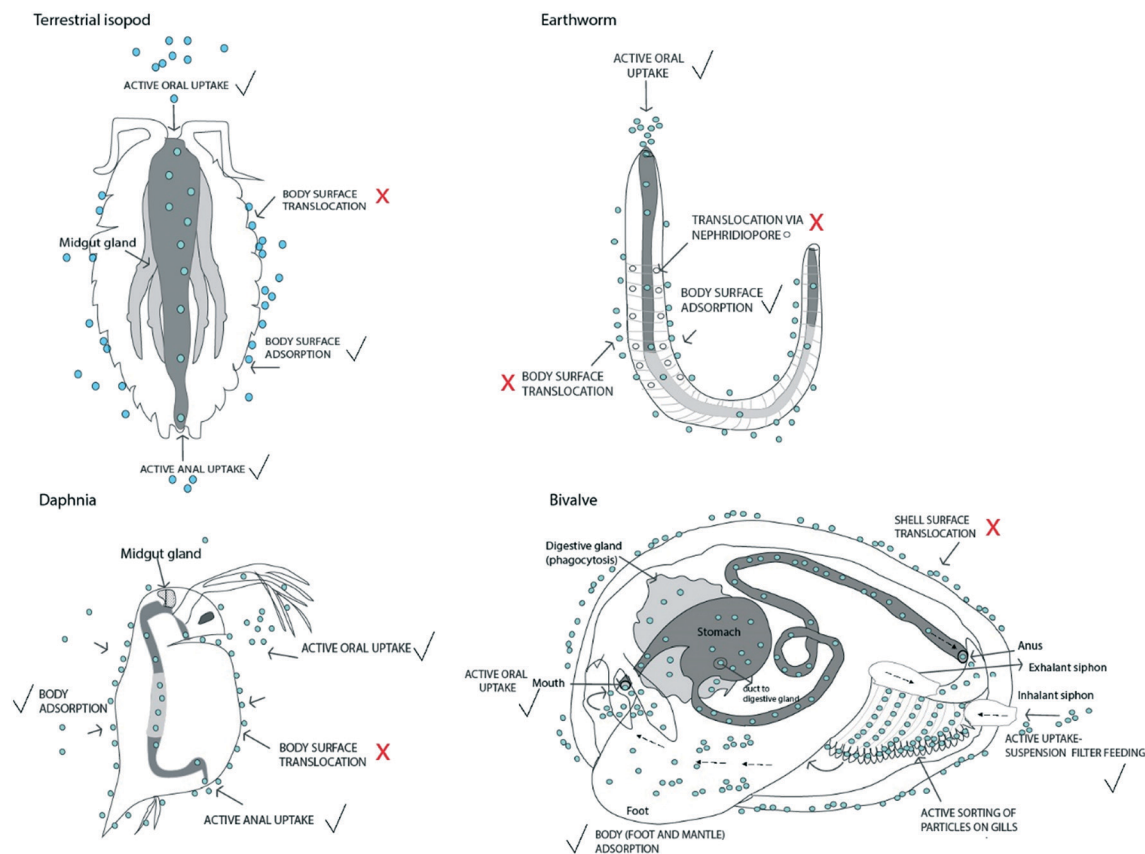 Terrestrial isopod
ACTIVE ORAL UPTAKE
BODY SURFACE
TRANSLOCATION X
Midgut gland
BODY SURFACE
ADSORPTION
ACTIVE ANAL UPTAKE
Earthworm
ACTIVE ORAL
UPTAKE
TRANSLOCATION VIA
NEPHRIDIOPORE X
BODY SURFACE
ADSORPTION
X BODY SURFACE
TRANSLOCATION
Daphnia
Midgut gland
ACTIVE ORAL UPTAKE
BODY
ADSORPTION
BODY SURFACE
TRANSLOCATION X
ACTIVE ANAL UPTAKE
Bivalve
SHELL SURFACE
TRANSLOCATION X
Digestive gland
(phagocytosis)
Stomach
Anus
Exhalant siphon
ACTIVE ORAL
UPTAKE
Mouth
duct to
digestive gland
Inhalant siphon
ACTIVE UPTAKE-
SUSPENSION FILTER FEEDING
Foot
ACTIVE SORTING OF
PARTICLES ON GILLS
BODY (FOOT AND MANTLE)
ADSORPTION